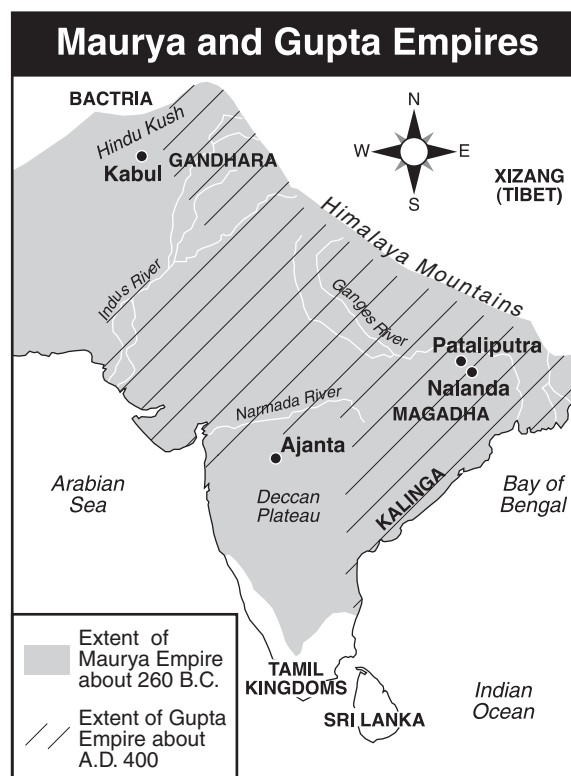 Maurya and Gupta Empires
BACTRIA
Hindu Kush
Kabul
GANDHARA
N
W
E
S
XIZANG
(TIBET)
Himalaya Mountains
Indus River
Ganges River
Pataliputra
Nalanda
Narmada River
MAGADHA
Ajanta
Arabian
Sea
Deccan
Plateau
KALINGA
Bay of
Bengal
Extent of
Maurya Empire
about 260 B.C.
TAMIL
KINGDOMS
SRI LANKA
Indian
Ocean
Extent of Gupta
Empire about
A.D. 400